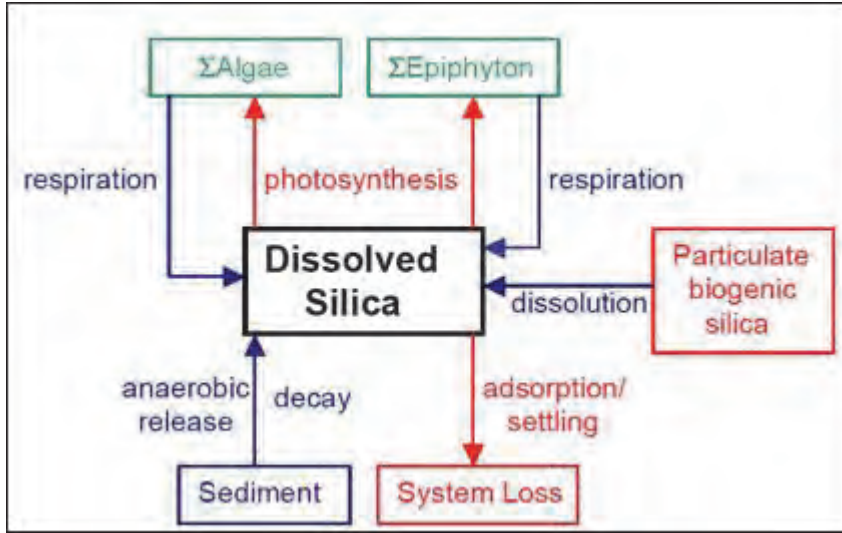 ΣAlgae
ΣEpiphyton
respiration
photosynthesis
respiration
Dissolved
Silica
Particulate
biogenic
silica
dissolution
anaerobic
release
decay
adsorption/
settling
Sediment
System Loss